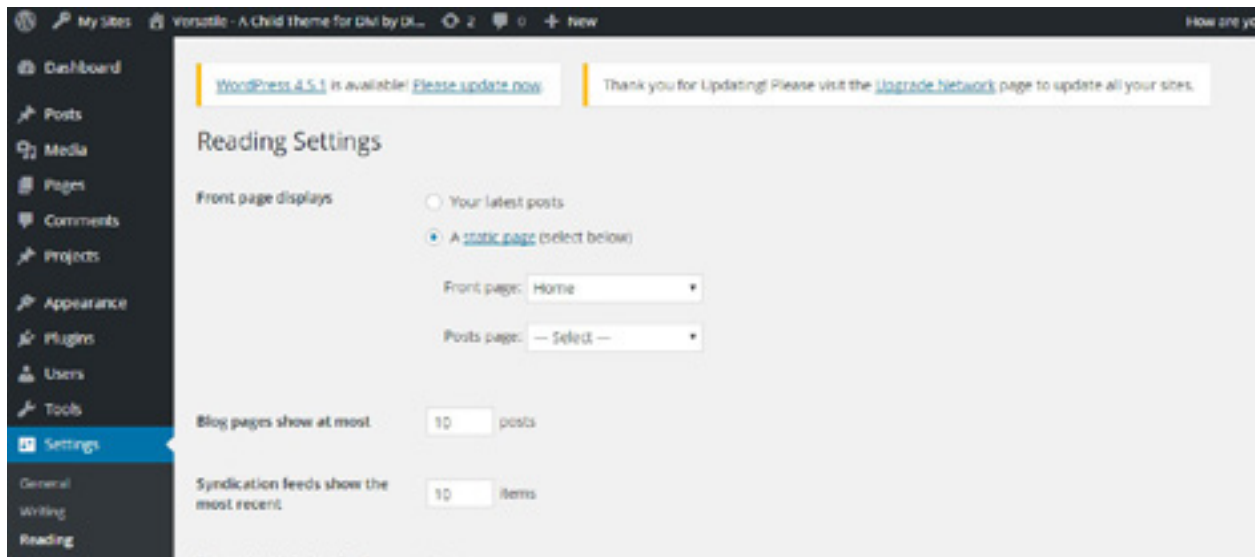 My Sites Versatile - A Child Theme for Divi by Di... 2 0 + New How are yo
Dashboard
Posts
Media
Pages
Comments
Projects
Appearance
Plugins
Users
Tools
Settings
General
Writing
Reading
WordPress 4.5.1 is available! Please update now.
Thank you for Updating! Please visit the Upgrade Network page to update all your sites.
Reading Settings
Front page displays
Your latest posts
A static page (select below)
Front page: Home
Posts page: — Select —
Blog pages show at most 10 posts
Syndication feeds show the
most recent
10 items